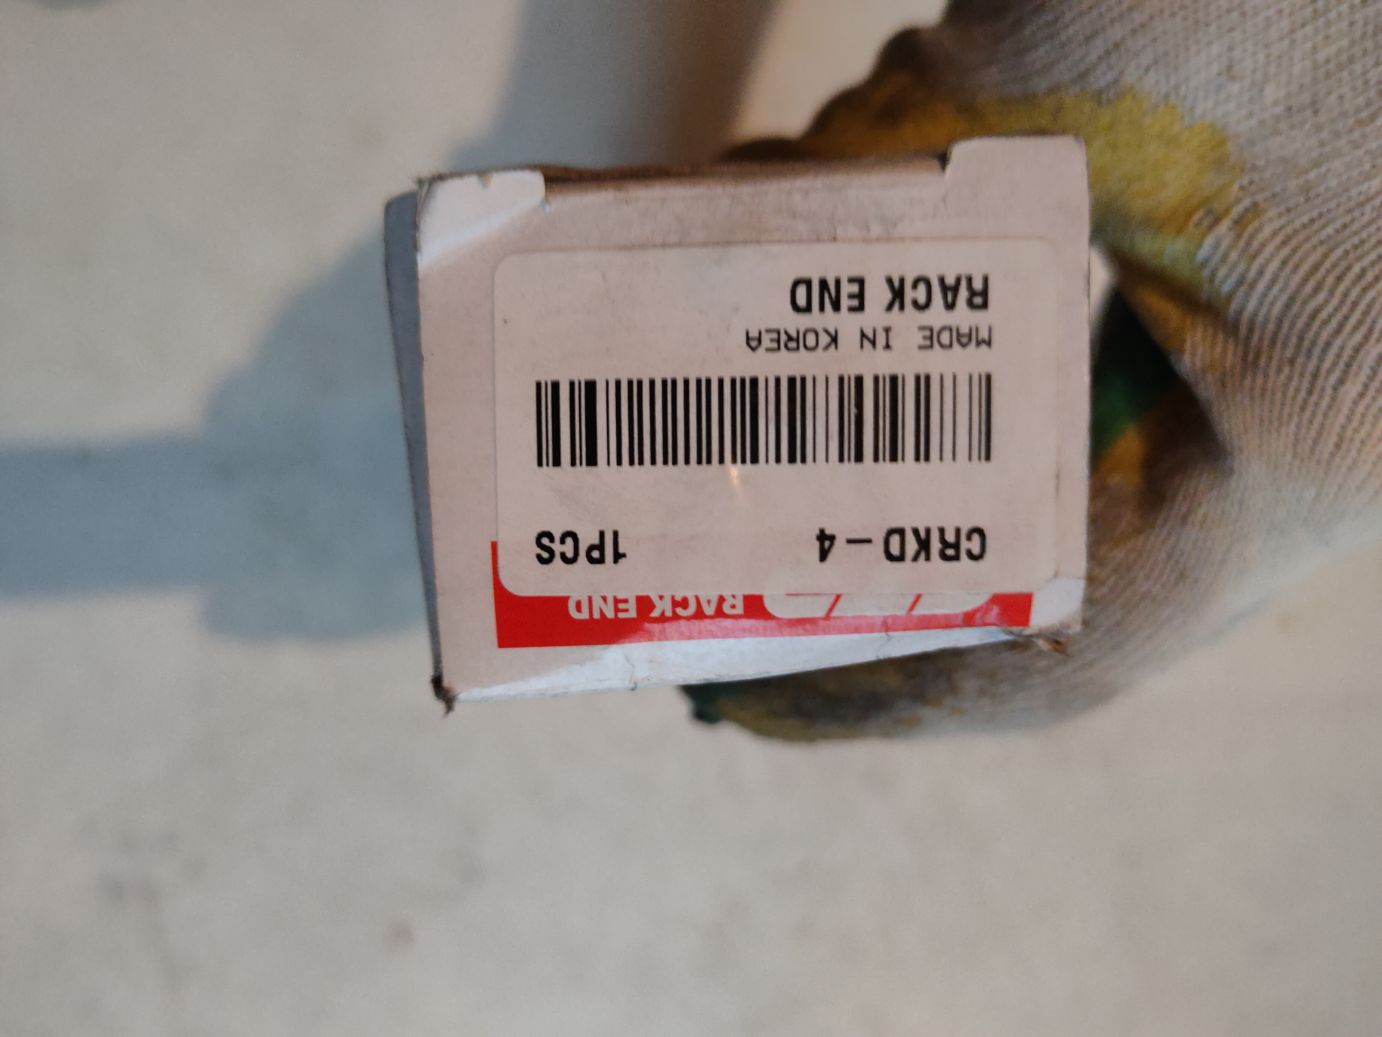 RACK END
CRKD-4 1PCS
MADE IN KOREA
RACK END